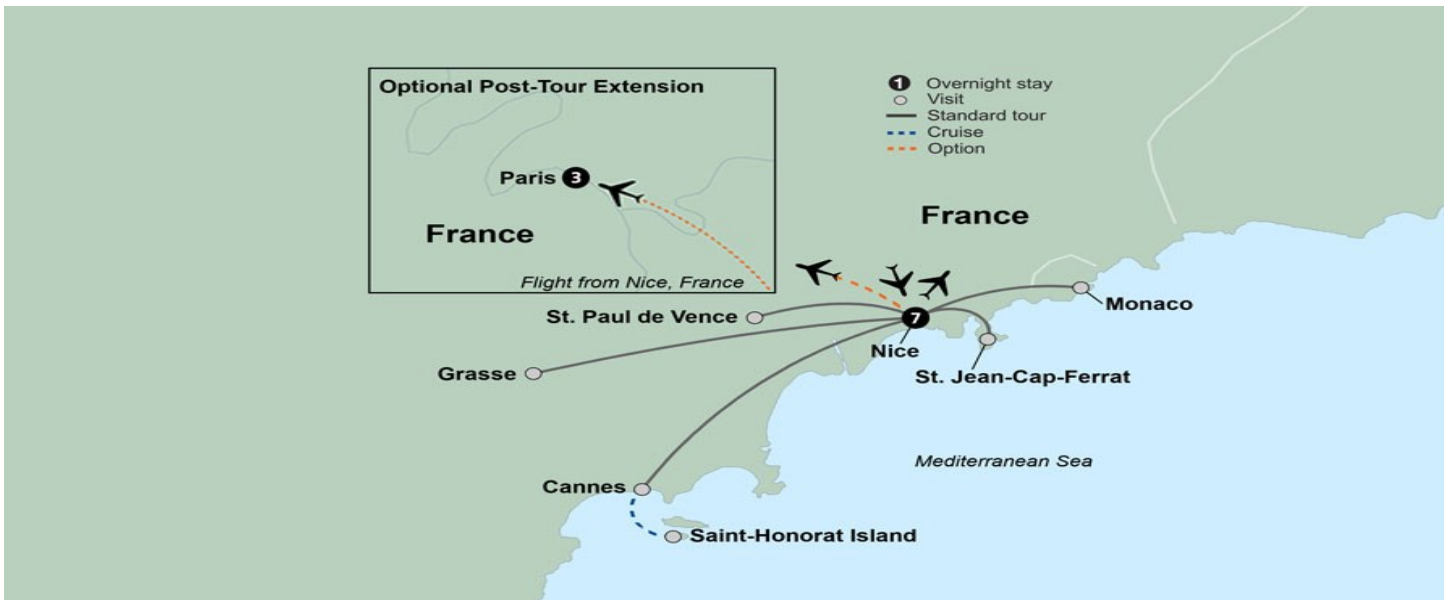 Optional Post-Tour Extension
Paris 3
France
Flight from Nice, France
1 Overnight stay
Visit
Standard tour
Cruise
Option
France
St. Paul de Vence
7
Monaco
Nice
Grasse
St. Jean-Cap-Ferrat
Mediterranean Sea
Cannes
Saint-Honorat Island